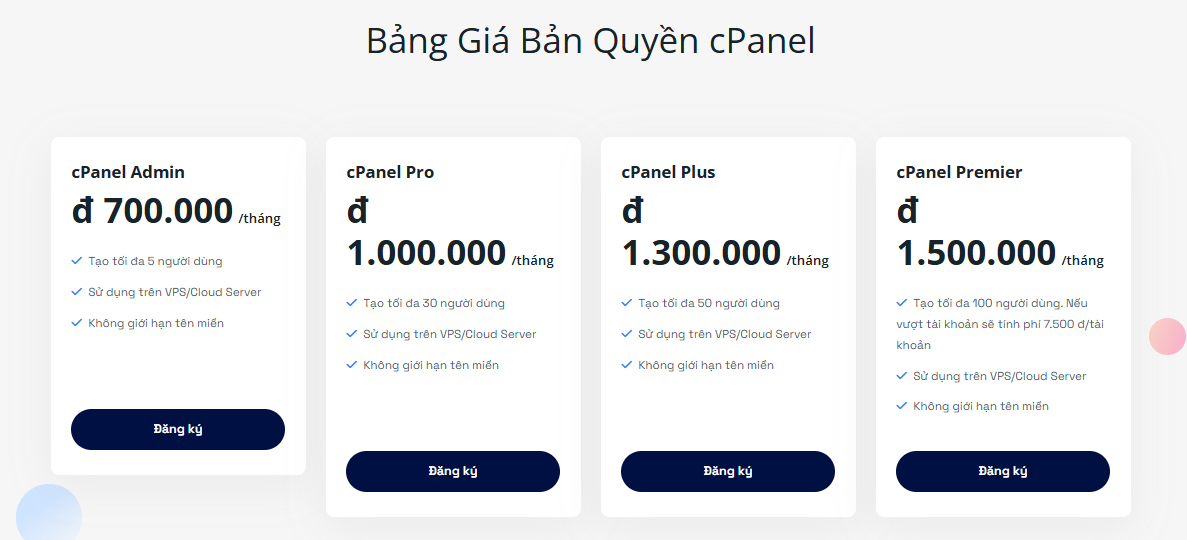 Bảng Giá Bản Quyền cPanel
cPanel Admin
đ 700.000 /tháng
Tạo tối đa 5 người dùng
Sử dụng trên VPS/Cloud Server
Không giới hạn tên miền
Đăng ký
cPanel Pro
đ
1.000.000 /tháng
Tạo tối đa 30 người dùng
Sử dụng trên VPS/Cloud Server
Không giới hạn tên miền
Đăng ký
cPanel Plus
đ
1.300.000 /tháng
Tạo tối đa 50 người dùng
Sử dụng trên VPS/Cloud Server
Không giới hạn tên miền
Đăng ký
cPanel Premier
đ
1.500.000 /tháng
Tạo tối đa 100 người dùng. Nếu
vượt tài khoản sẽ tính phí 7.500 đ/tài
khoản
Sử dụng trên VPS/Cloud Server
Không giới hạn tên miền
Đăng ký